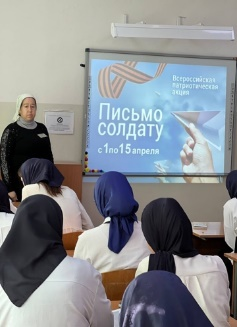 Всероссийская
патриотическая
акция
Письмо
солдату
с 1 по 15 апреля